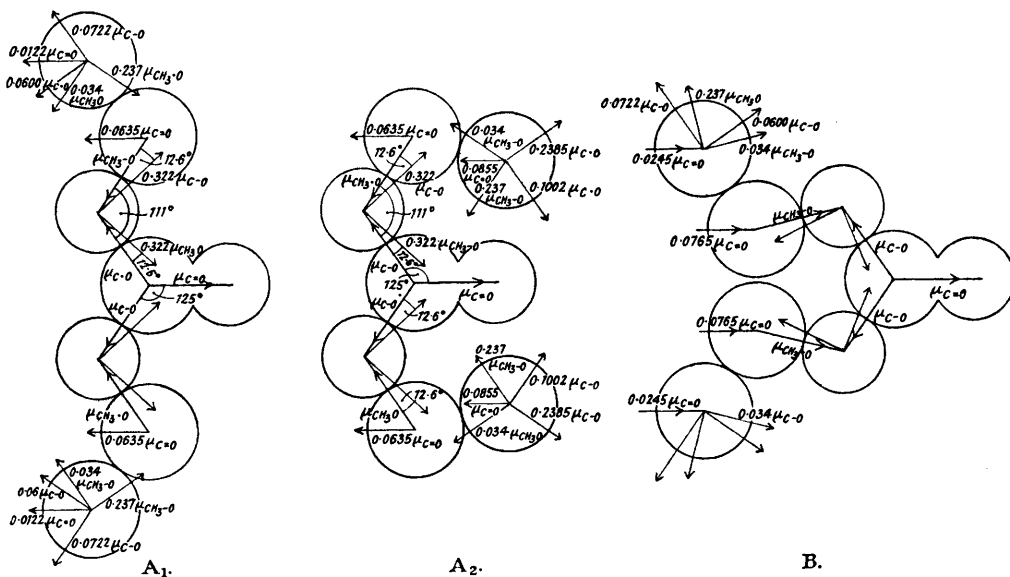 0·0722 μC-O
0·0122 μC=O
0·0600 μC-O
0·034
μCH3O
0·237 μCH3·O
0·0635 μC=O
μCH3-O
12·6°
0·322
μC-O
111°
0·322 μCH3O
12·6°
μC-O
μC=O
125°
μC-O
μCH3·O
0·0635 μC=O
0·034
μCH3-O
0·06 μC-O
0·237 μCH3-O
0·0122 μC=O
0·0722 μC-O
A1.
0·0635 μC=O
0·034
μCH3-O
0·2385 μC·O
12·6°
μCH3·O
0·322
μC-O
0·0855
μC=O
0·237
μCH3-O
0·1002 μC-O
111°
0·322 μCH3O
12·6°
μC-O
125°
μC=O
μC-O
12·6°
0·237
μCH3-O
0·1002 μC-O
12·6°
0·0855
μC=O
0·2385 μC-O
μCH3O
0·034 μCH3O
0·0635 μC=O
A2.
0·237 μCH3O
0·0722 μC-O
0·0600 μC-O
0·034 μCH3-O
0·0245 μC=O
μCH3-O
0·0765 μC=O
μC-O
μC=O
μC-O
0·0765 μC=O
μCH3=O
0·0245 μC=O
0·034 μC-O
B.